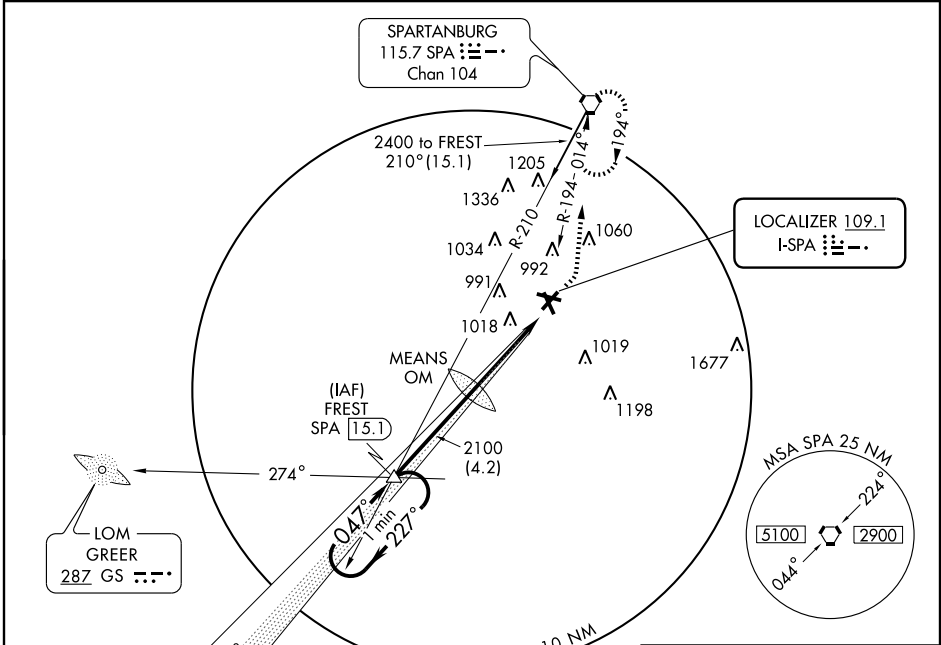 SPARTANBURG
115.7 SPA
Chan 104
2400 to FREST
210° (15.1)
1205
1336
R-210
R-194
014°
194°
1034
1060
992
LOCALIZER 109.1
I-SPA
991
1018
1019
1677
MEANS
OM
1198
(IAF)
FREST
SPA 15.1
2100
(4.2)
274°
047°
1 min
227°
LOM
GREER
287 GS
MSA SPA 25 NM
224°
5100
2900
044°
10 NM